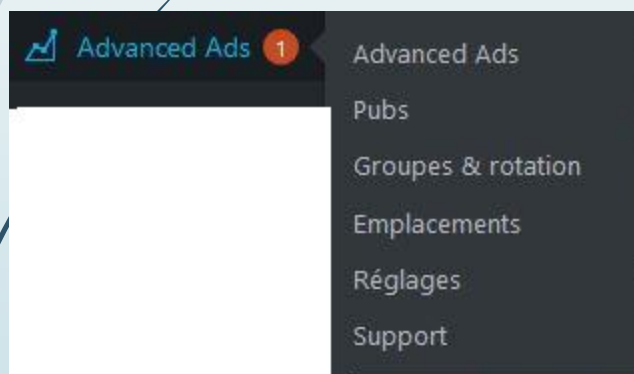 Advanced Ads 1
Advanced Ads
Pubs
Groupes & rotation
Emplacements
Réglages
Support